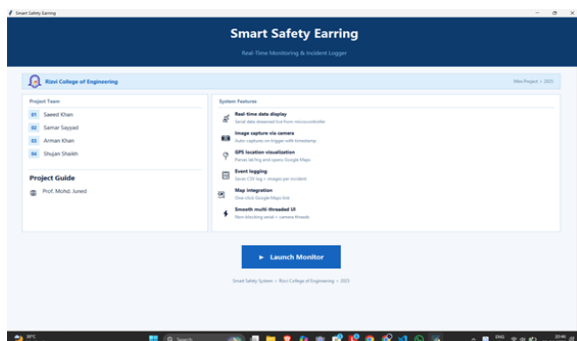 Smart Safety Earring
Smart Safety Earring
Real-Time Monitoring & Incident Logger
Rizvi College of Engineering
Mini Project • 2025
Project Team
01 Saeed Khan
02 Samar Sayyad
03 Arman Khan
04 Shujan Shaikh
Project Guide
Prof. Mohd. Juned
System Features
Real-time data display
Serial data streamed live from microcontroller
Image capture via camera
Auto-captures on trigger with timestamp
GPS location visualization
Parses lat/lng and opens Google Maps
Event logging
Saves CSV log + images per incident
Map integration
One-click Google Maps link
Smooth multi-threaded UI
Non-blocking serial + camera threads
► Launch Monitor
Smart Safety System • Rizvi College of Engineering • 2025
30°C
Search
ENG
20:46